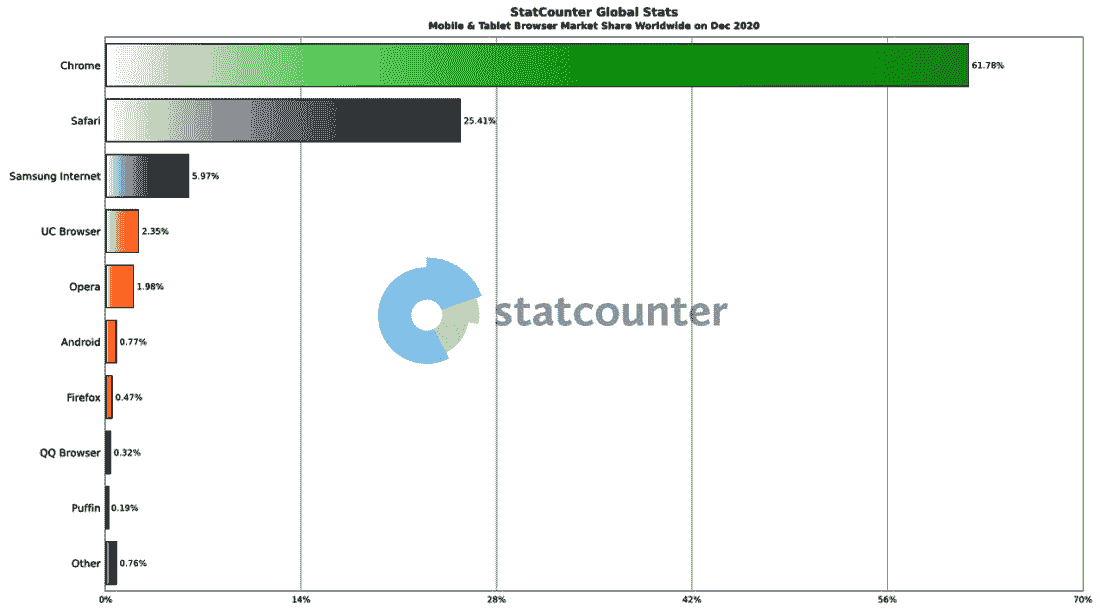 StatCounter Global Stats
Mobile & Tablet Browser Market Share Worldwide on Dec 2020
Chrome 61.78%
Safari 25.41%
Samsung Internet 5.97%
UC Browser 2.35%
Opera 1.98%
statcounter
Android 0.77%
Firefox 0.47%
QQ Browser 0.32%
Puffin 0.19%
Other 0.76%
0% 14% 28% 42% 56% 70%